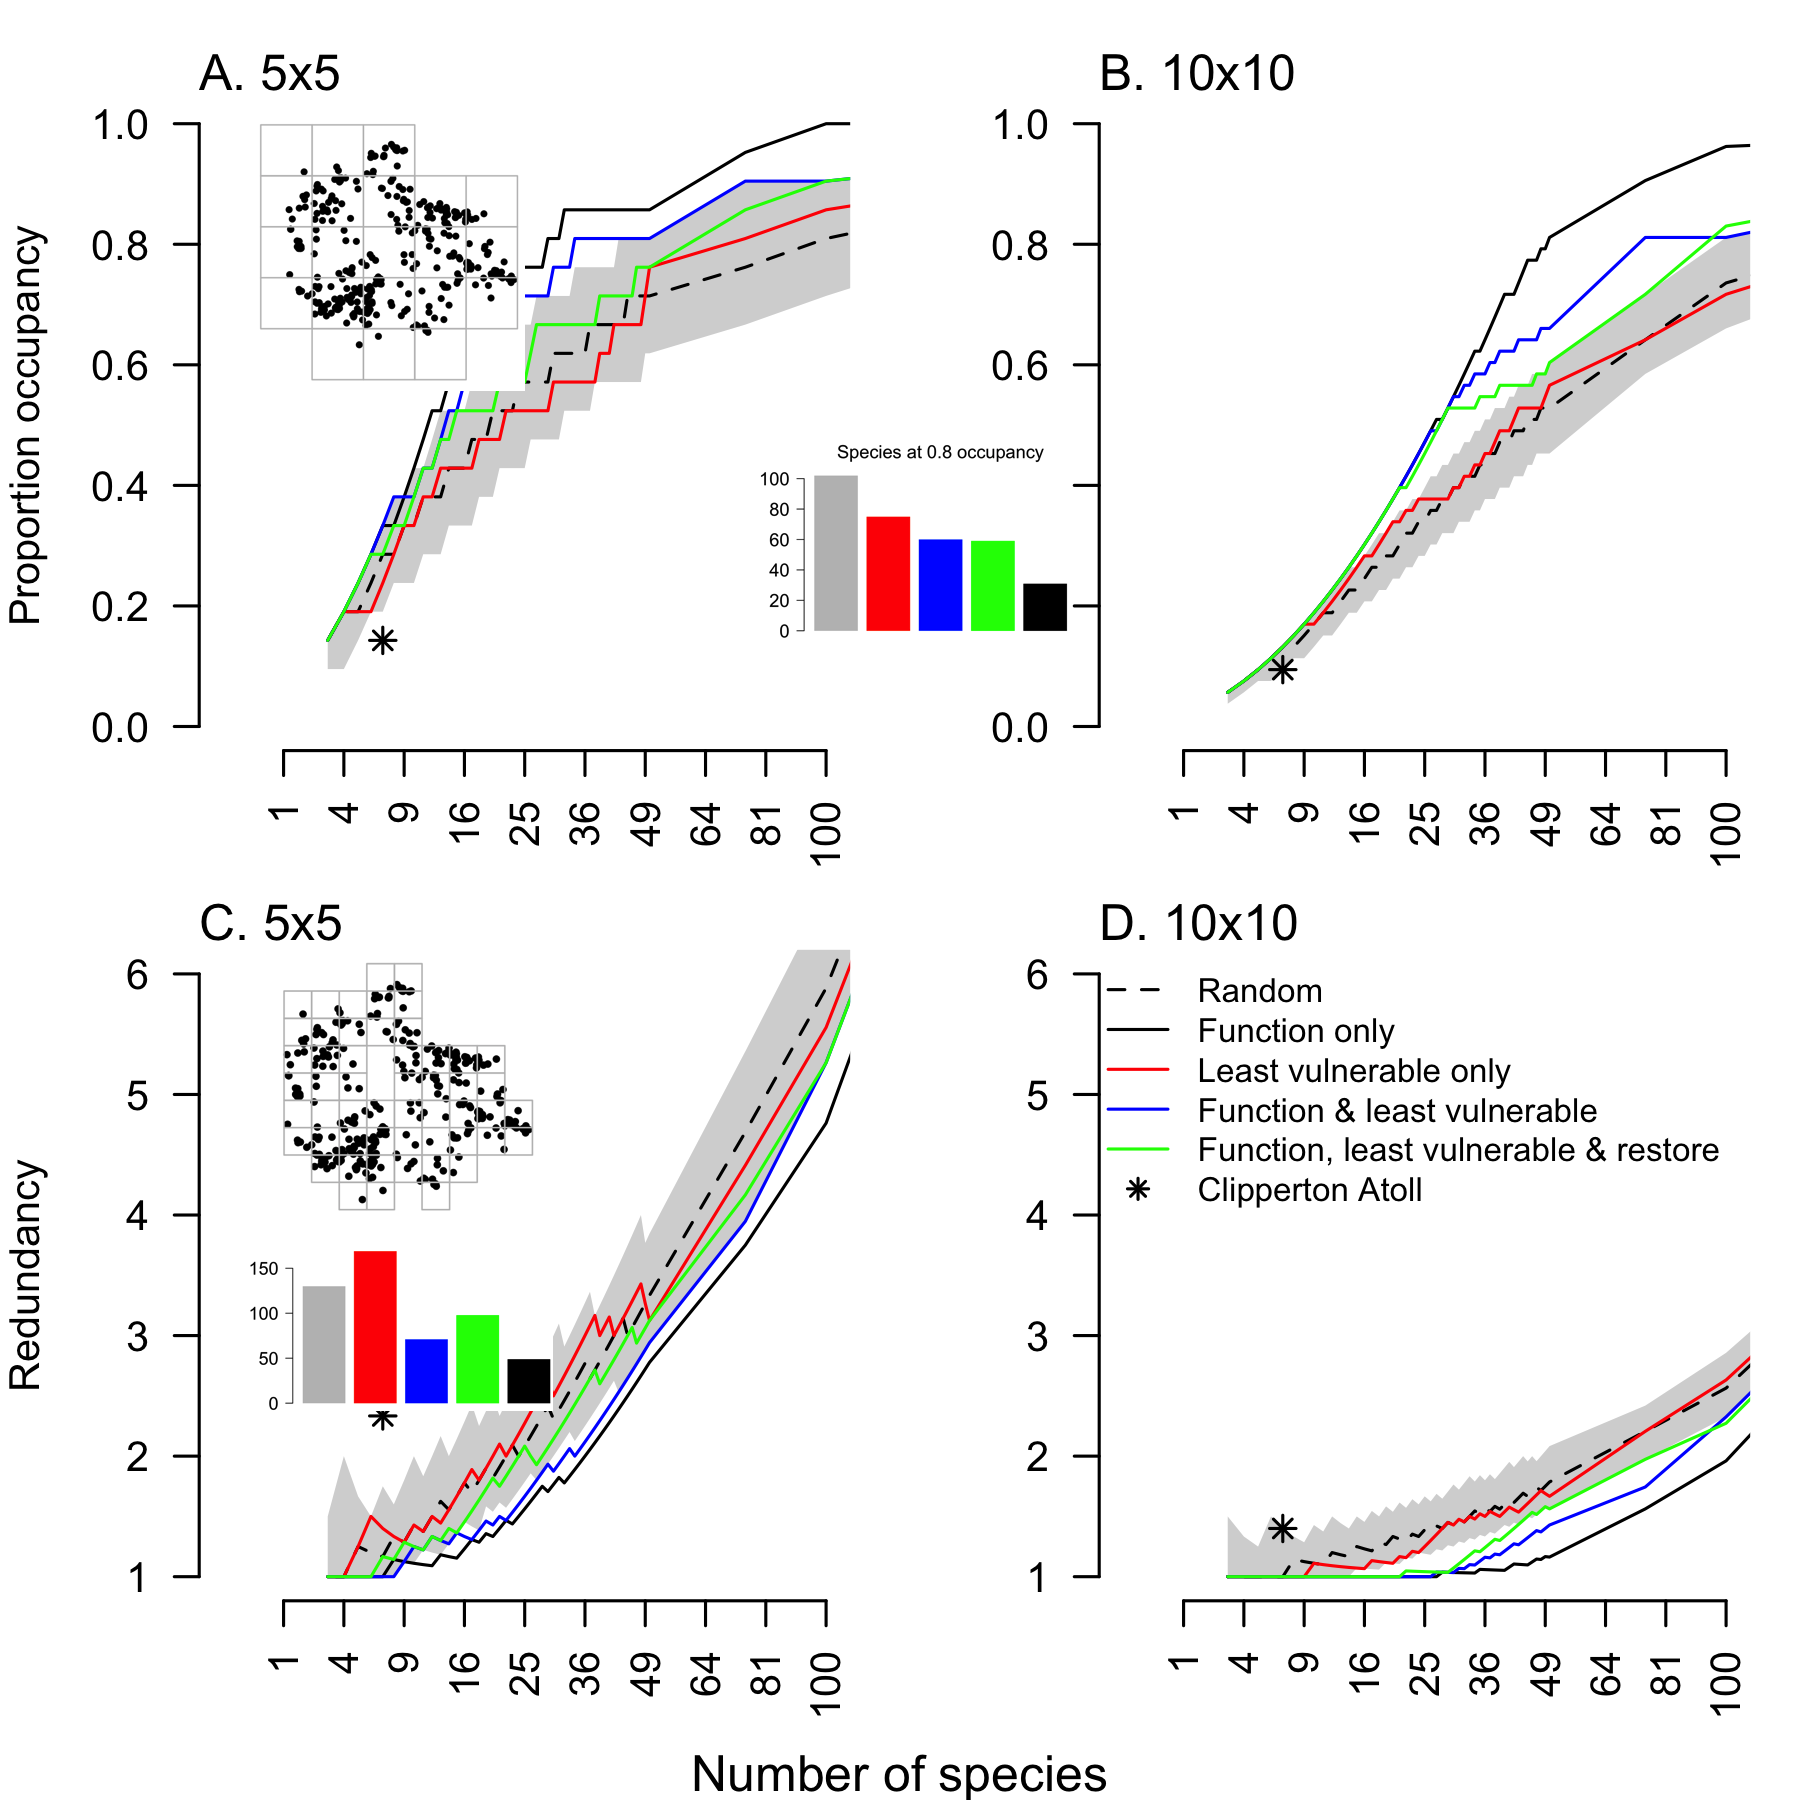 A. 5x5
B. 10x10
Proportion occupancy
1.0
0.8
0.6
0.4
0.2
0.0
1 4 9 16 25 36 49 64 81 100
Species at 0.8 occupancy
100
80
60
40
20
0
1.0
0.8
0.6
0.0
1 4 9 16 25 36 49 64 81 100
C. 5x5
D. 10x10
Redundancy
6
5
4
3
2
1
150
100
50
0
1 4 9 16 25 36 49 64 81 100
6
5
4
3
2
1
Random
Function only
Least vulnerable only
Function & least vulnerable
Function, least vulnerable & restore
Clipperton Atoll
1 4 9 16 25 36 49 64 81 100
Number of species